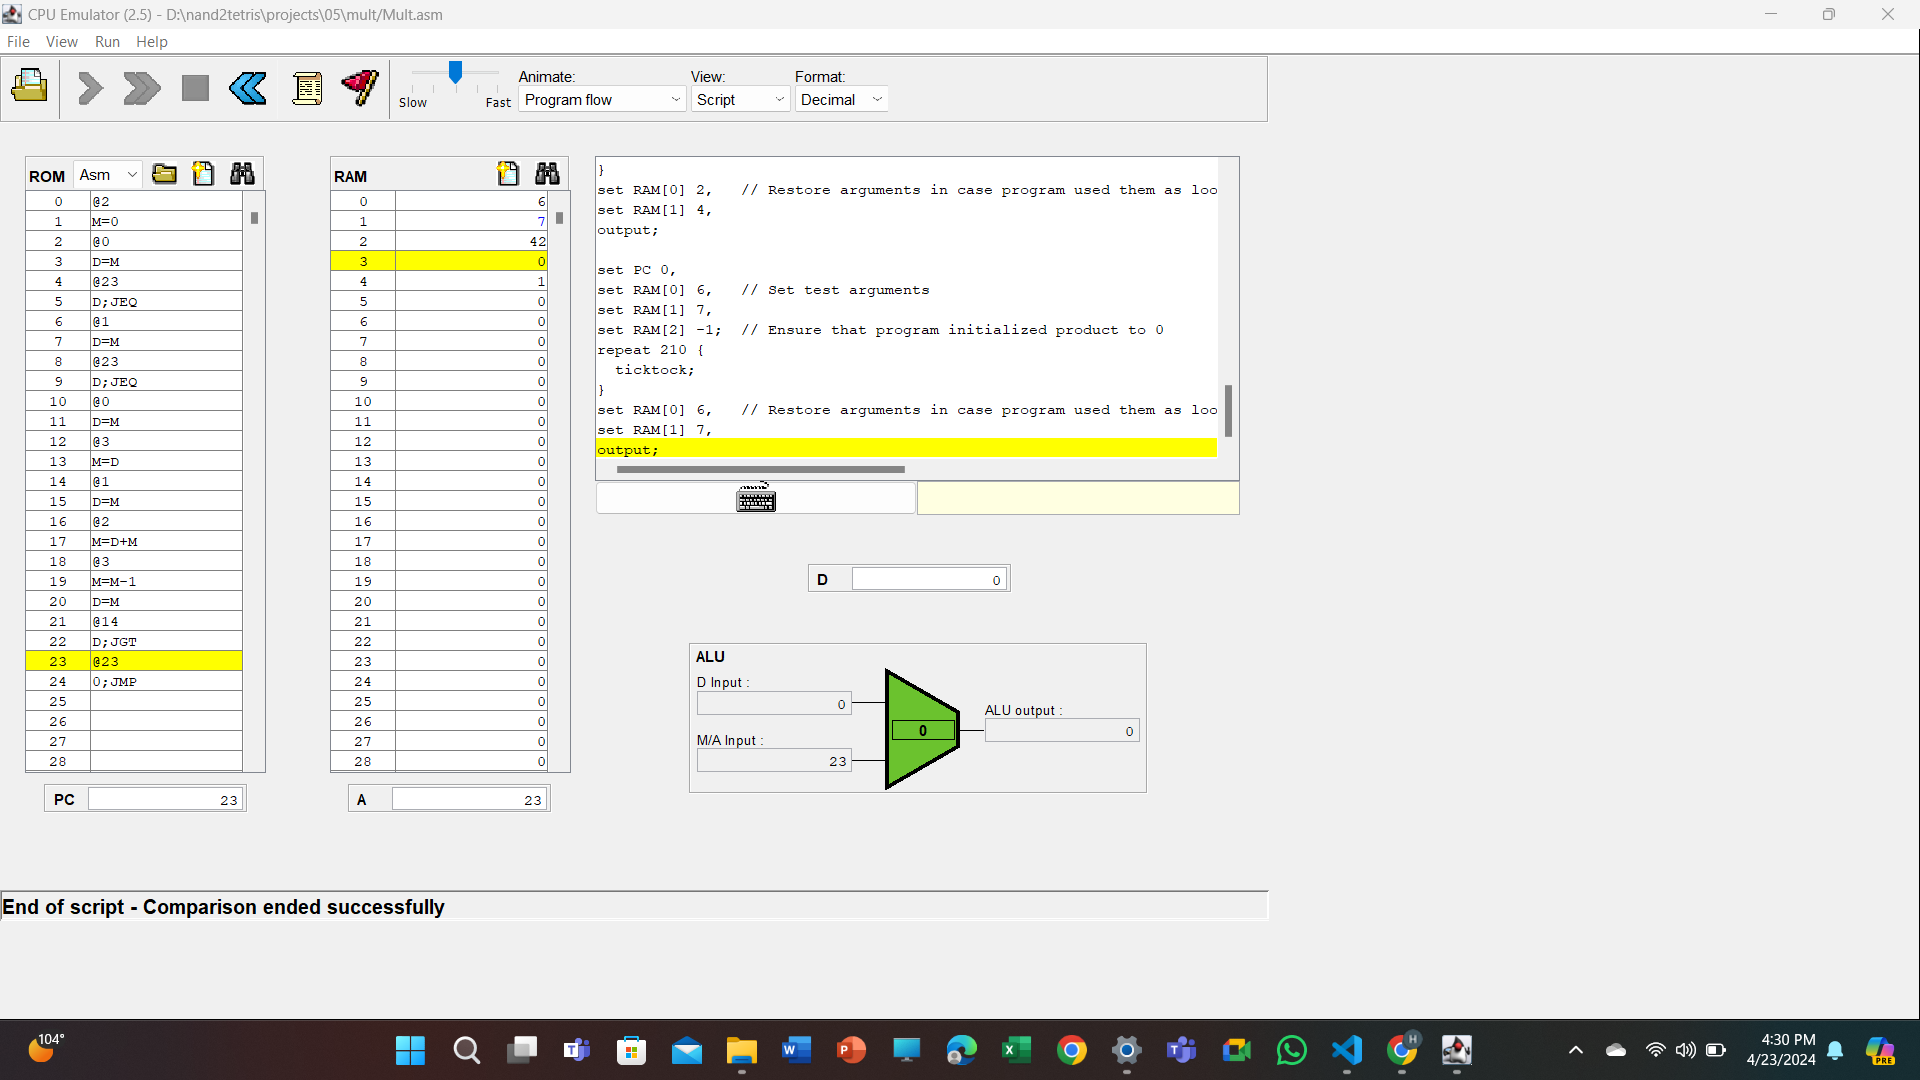 CPU Emulator (2.5) - D:\nand2tetris\projects\05\mult/Mult.asm
File View Run Help
Animate: View: Format:
Slow Fast Program flow Script Decimal
ROM Asm
0 @2
1 M=0
2 @0
3 D=M
4 @23
5 D;JEQ
6 @1
7 D=M
8 @23
9 D;JEQ
10 @0
11 D=M
12 @3
13 M=D
14 @1
15 D=M
16 @2
17 M=D+M
18 @3
19 M=M-1
20 D=M
21 @14
22 D;JGT
23 @23
24 0;JMP
25
26
27
28
PC 23
RAM
0 6
1 7
2 42
3 0
4 1
5 0
6 0
7 0
8 0
9 0
10 0
11 0
12 0
13 0
14 0
15 0
16 0
17 0
18 0
19 0
20 0
21 0
22 0
23 0
24 0
25 0
26 0
27 0
28 0
A 23
}
set RAM[0] 2, // Restore arguments in case program used them as loo
set RAM[1] 4,
output;
set PC 0,
set RAM[0] 6, // Set test arguments
set RAM[1] 7,
set RAM[2] -1; // Ensure that program initialized product to 0
repeat 210 {
ticktock;
}
set RAM[0] 6, // Restore arguments in case program used them as loo
set RAM[1] 7,
output;
D 0
ALU
D Input :
0
M/A Input :
23
0
ALU output :
0
End of script - Comparison ended successfully
104°
H
4:30 PM
4/23/2024
PRE